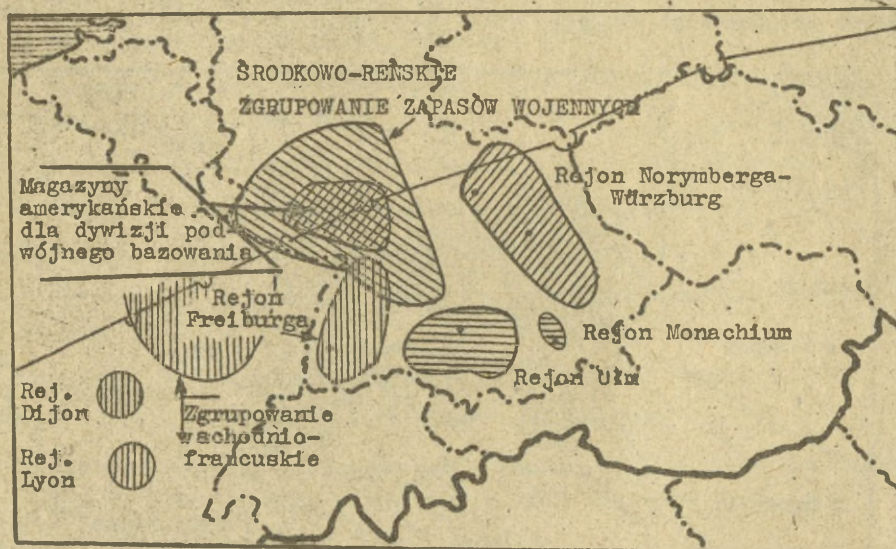 ŚRODKOWO-REŃSKIE
ZGRUPOWANIE ZAPASÓW WOJENNYCH
Magazyny
amerykańskie
dla dywizji pod-
wójnego bazowania
Rejon Norymberga-
Würzburg
Rejon
Freiburga
Rejon Monachium
Rejon Ulm
Rej.
Dijon
Zgrupowanie
wschodnio-
francuskie
Rej.
Lyon